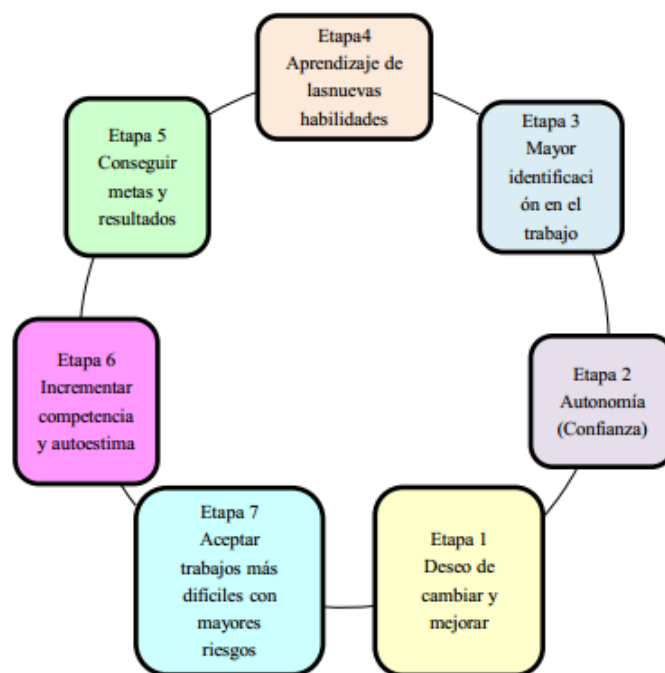 Etapa4
Aprendizaje de
lasnuevas
habilidades
Etapa 5
Conseguir
metas y
resultados
Etapa 3
Mayor
identificaci
ón en el
trabajo
Etapa 6
Incrementar
competencia
y autoestima
Etapa 2
Autonomía
(Confianza)
Etapa 7
Aceptar
trabajos más
difíciles con
mayores
riesgos
Etapa 1
Deseo de
cambiar y
mejorar